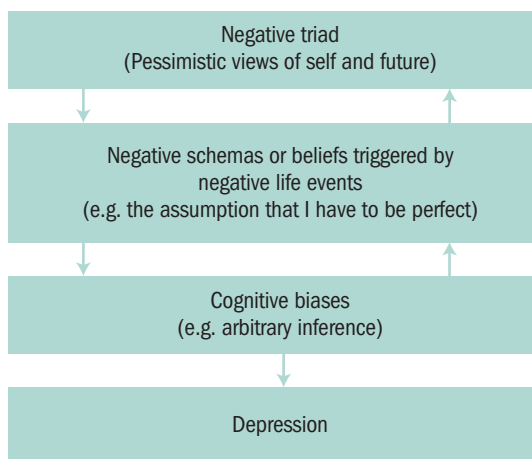 Negative triad
(Pessimistic views of self and future)
Negative schemas or beliefs triggered by
negative life events
(e.g. the assumption that I have to be perfect)
Cognitive biases
(e.g. arbitrary inference)
Depression